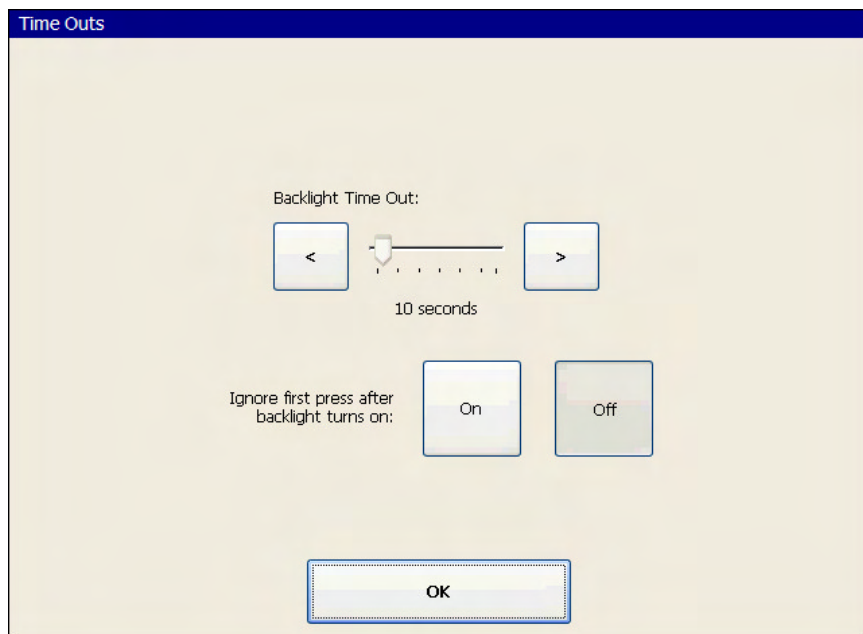 Time Outs
Backlight Time Out:
<
>
10 seconds
Ignore first press after
backlight turns on:
On
Off
OK